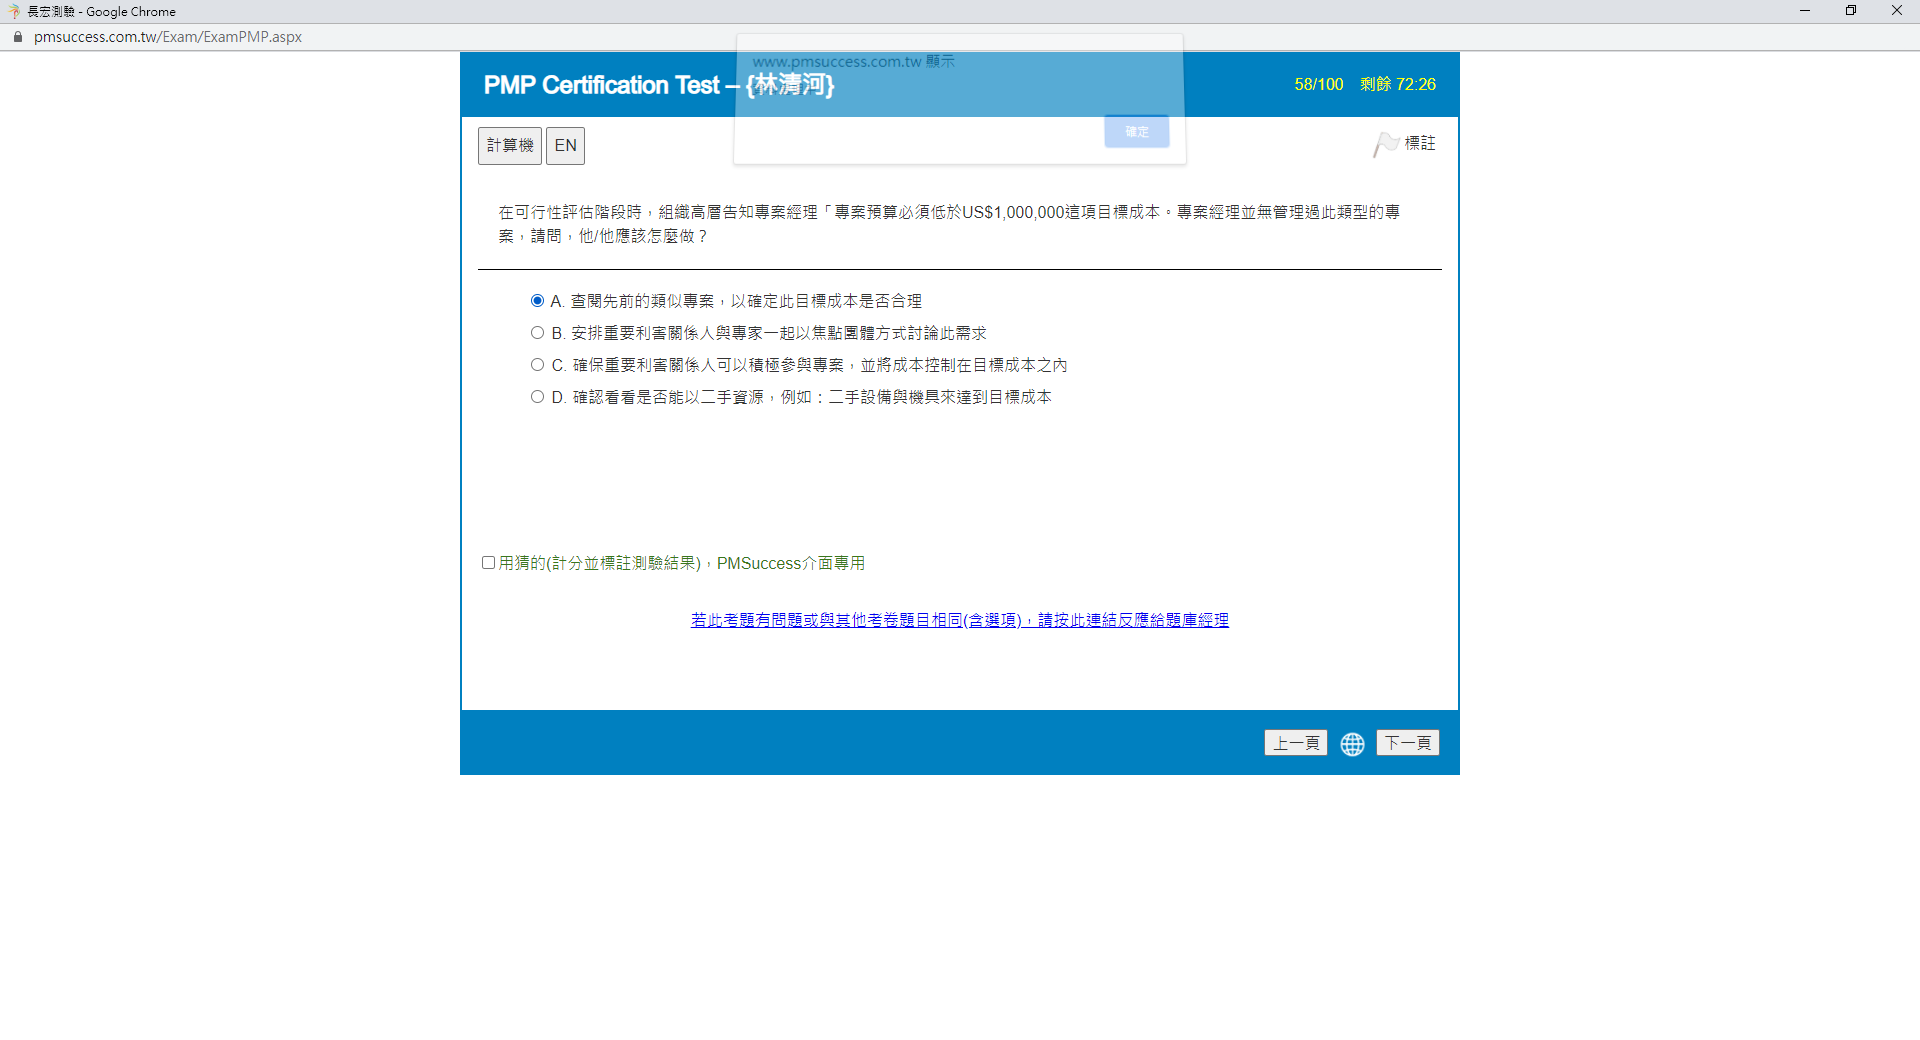 長宏測驗 - Google Chrome
pmsuccess.com.tw/Exam/ExamPMP.aspx
www.pmsuccess.com.tw 顯示
PMP Certification Test – {林清河}
58/100 剩餘 72:26
確定
計算機 EN
標註
在可行性評估階段時，組織高層告知專案經理「專案預算必須低於US$1,000,000這項目標成本。專案經理並無管理過此類型的專
案，請問，他/他應該怎麼做？
A. 查閱先前的類似專案，以確定此目標成本是否合理
B. 安排重要利害關係人與專家一起以焦點團體方式討論此需求
C. 確保重要利害關係人可以積極參與專案，並將成本控制在目標成本之內
D. 確認看看是否能以二手資源，例如：二手設備與機具來達到目標成本
用猜的(計分並標註測驗結果)，PMSuccess介面專用
若此考題有問題或與其他考卷題目相同(含選項)，請按此連結反應給題庫經理
上一頁 下一頁